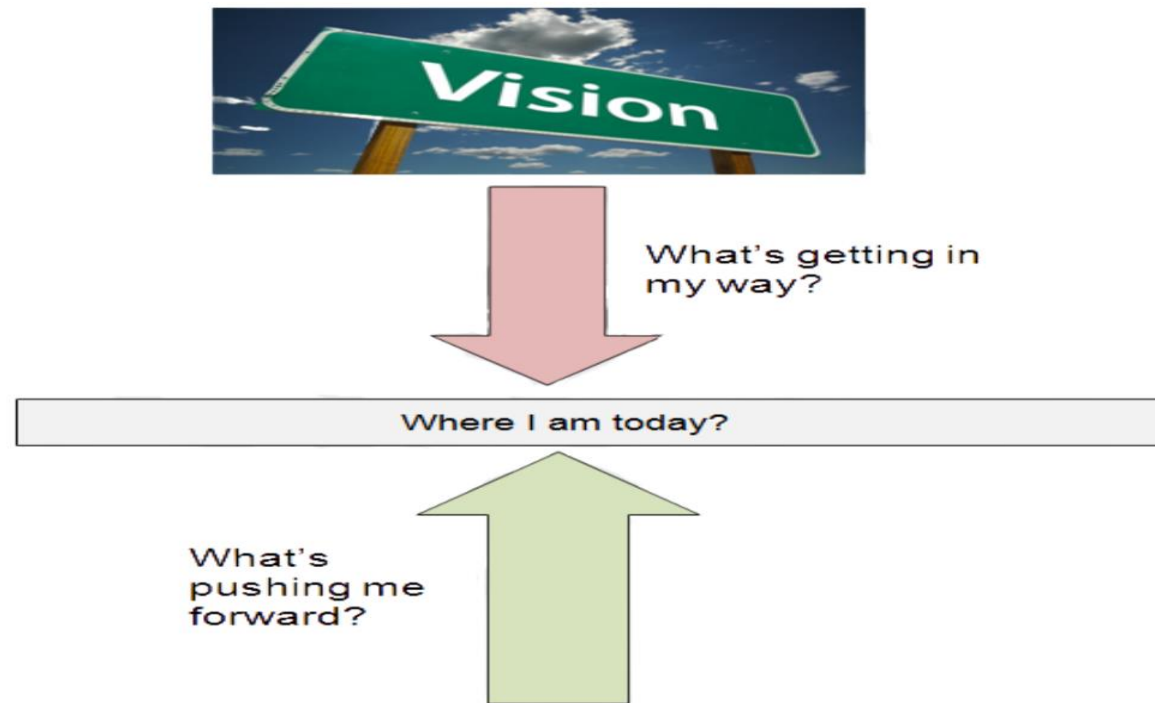 Vision
What's getting in
my way?
Where I am today?
What's
pushing me
forward?